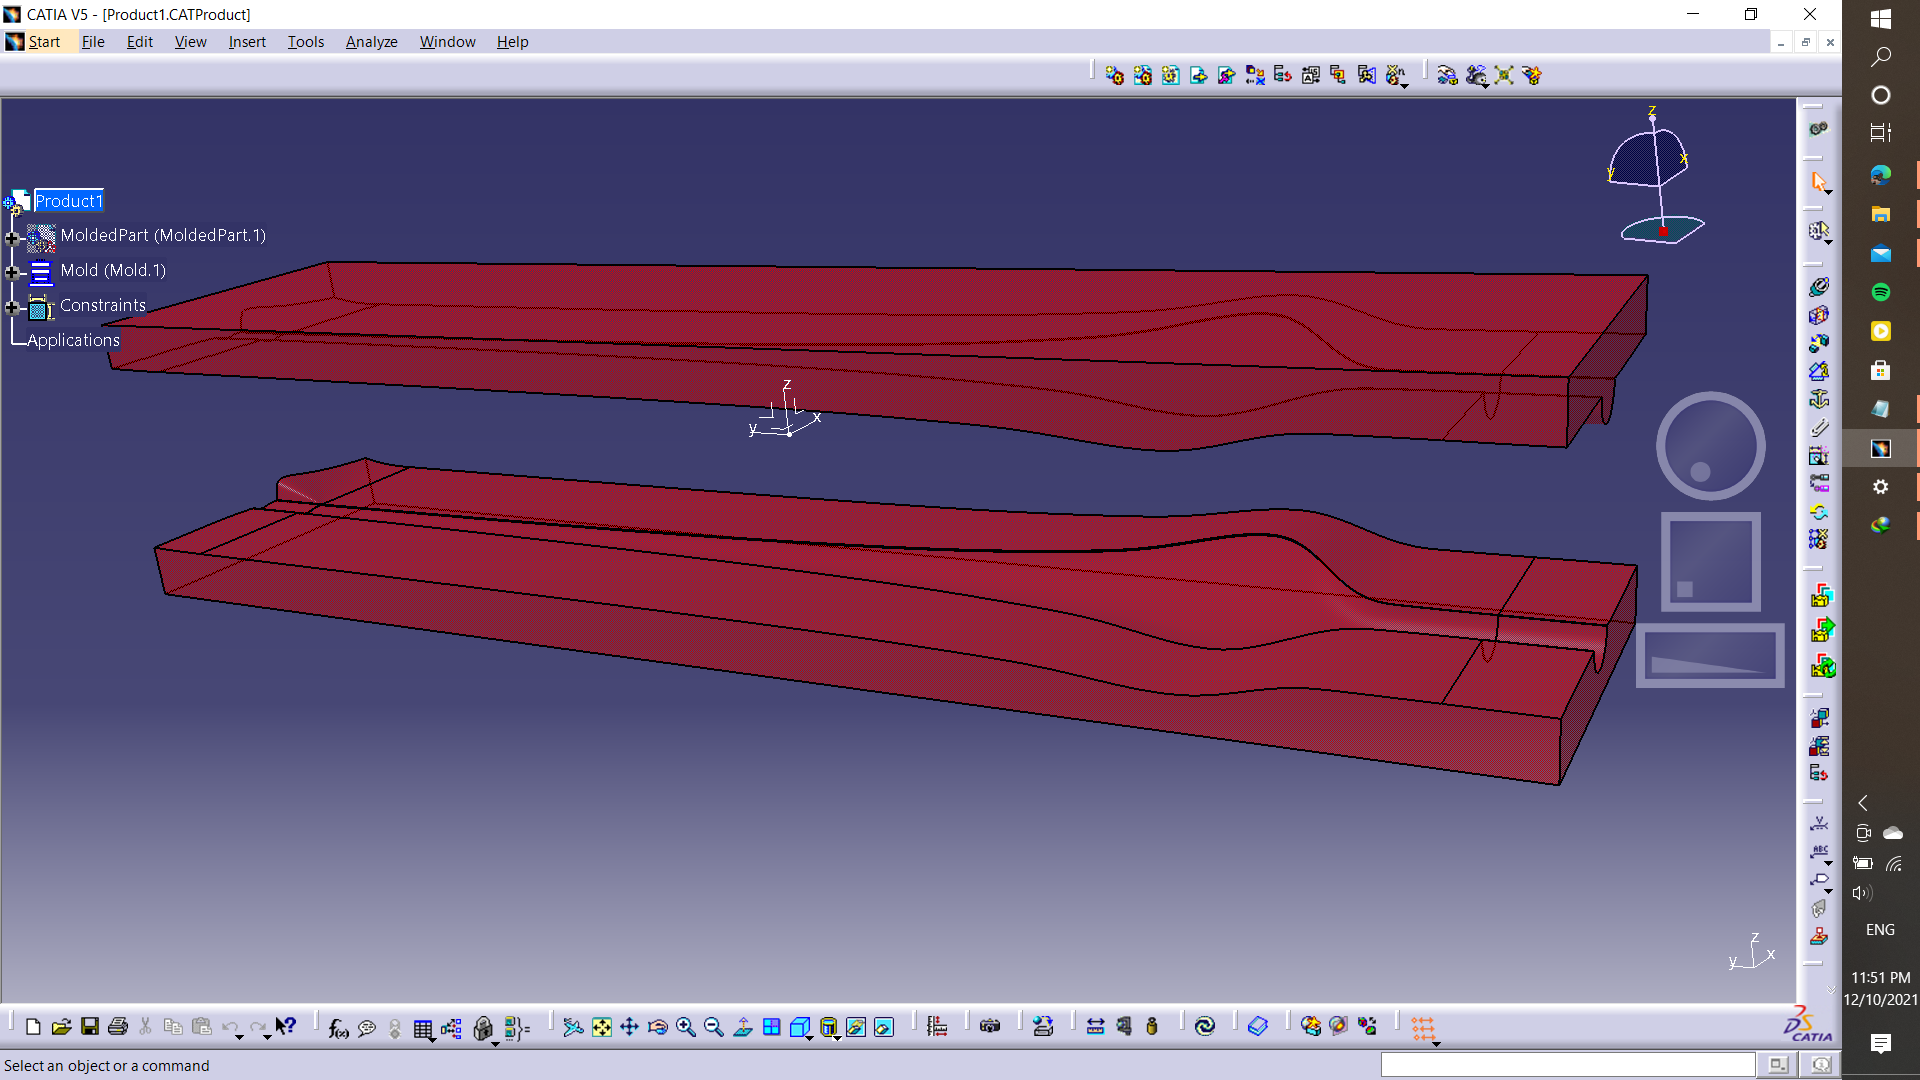 CATIA V5 - [Product1.CATProduct]
Start File Edit View Insert Tools Analyze Window Help
z
x
y
Product1
MoldedPart (MoldedPart.1)
Mold (Mold.1)
Constraints
Applications
z
x
y
ABC
ENG
z
x
y
11:51 PM
12/10/2021
f(x)
CATIA
Select an object or a command